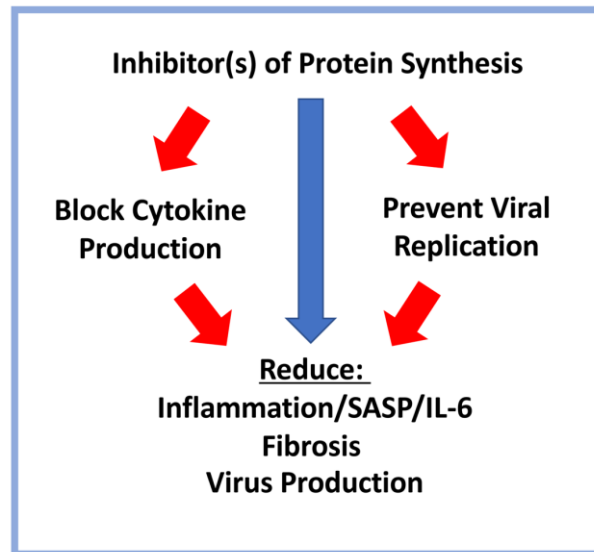 Inhibitor(s) of Protein Synthesis
Block Cytokine
Production
Prevent Viral
Replication
Reduce:
Inflammation/SASP/IL-6
Fibrosis
Virus Production